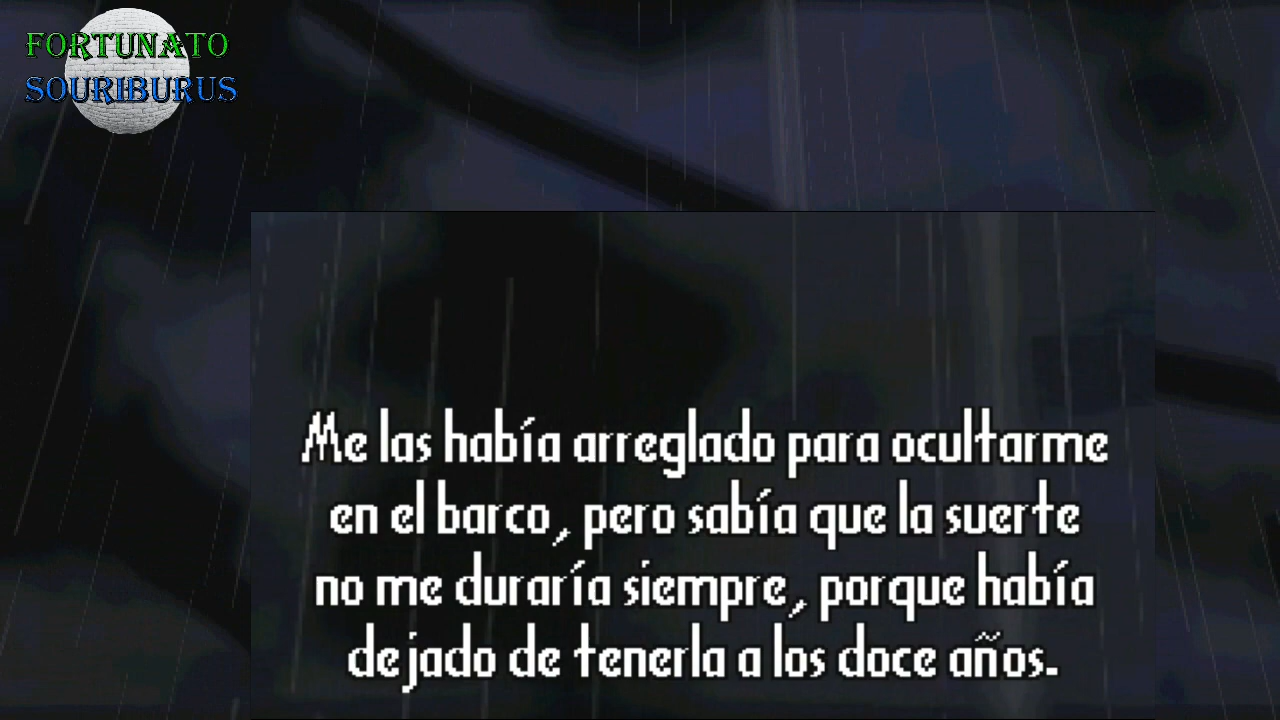 FORTUNATO
SOURIBURUS
Me las había arreglado para ocultarme
en el barco, pero sabía que la suerte
no me duraría siempre, porque había
dejado de tenerla a los doce años.